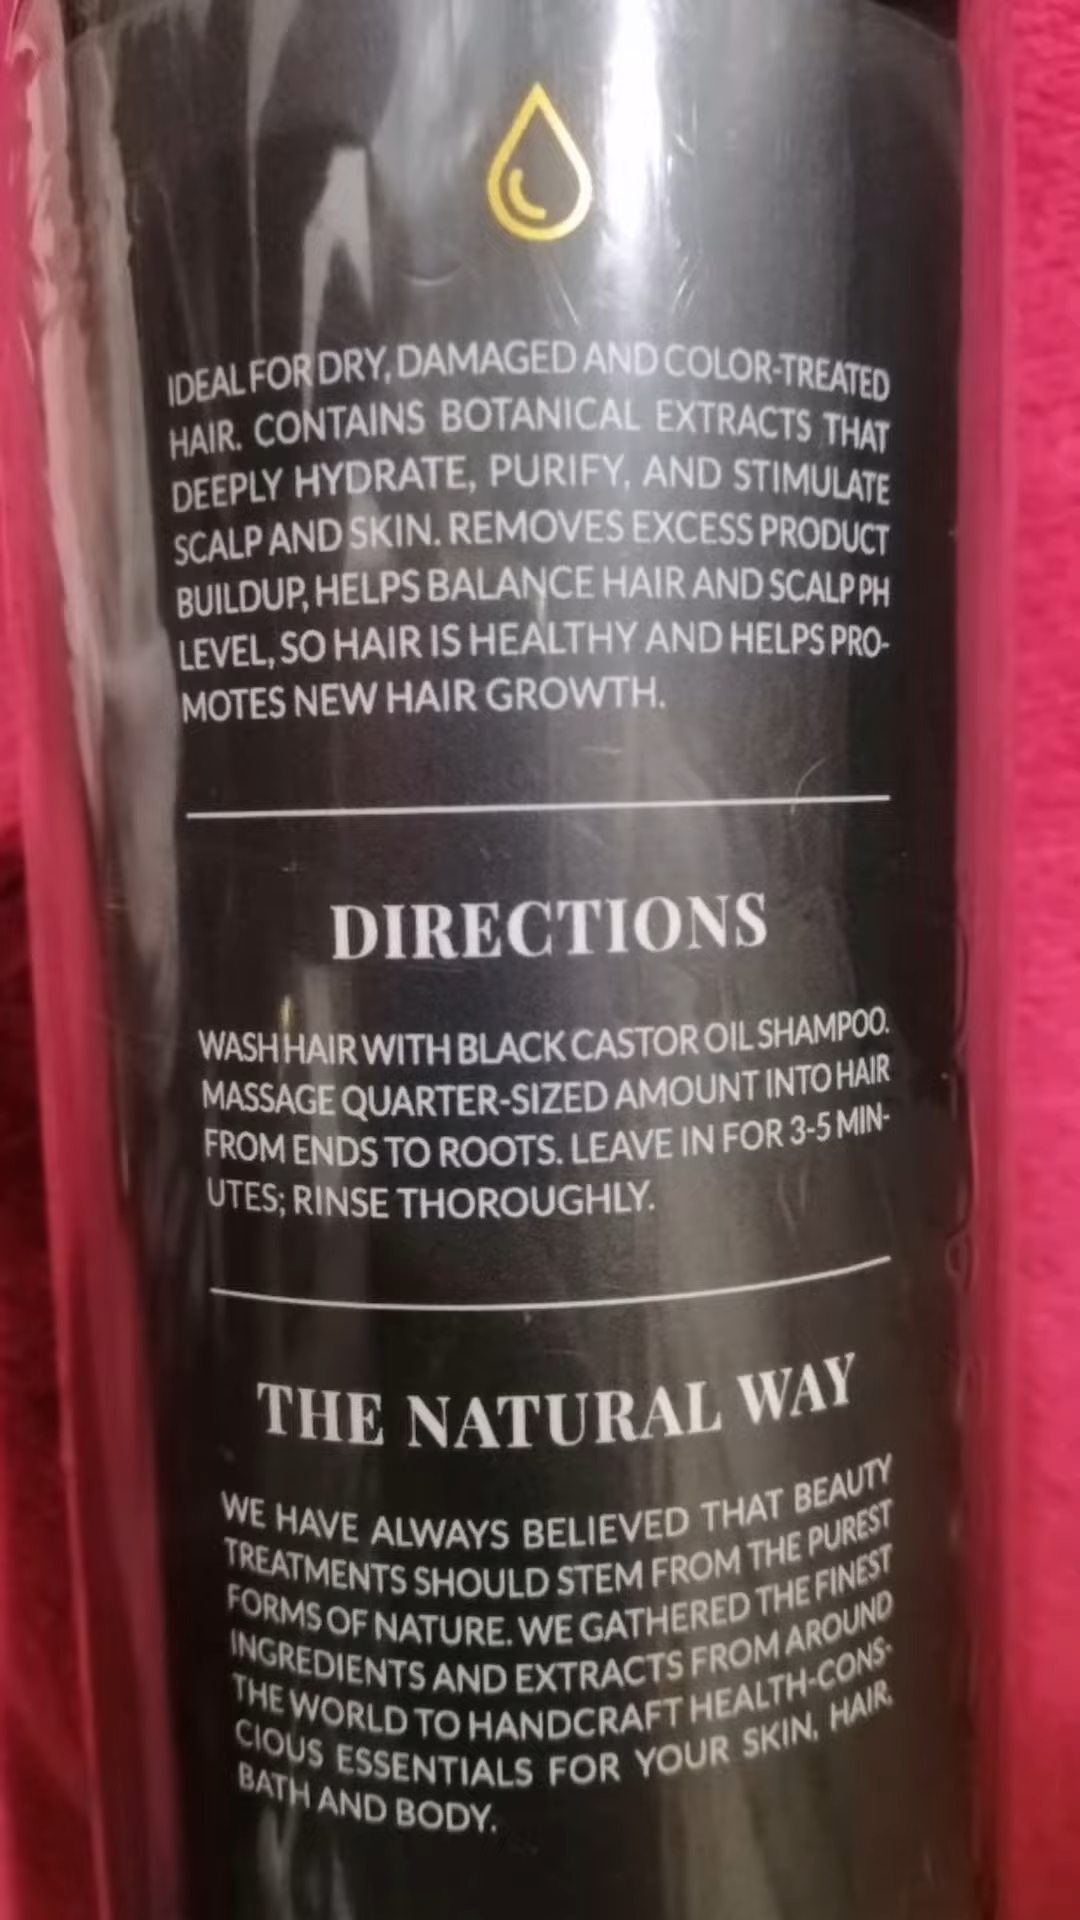 IDEAL FOR DRY, DAMAGED AND COLOR-TREATED
HAIR. CONTAINS BOTANICAL EXTRACTS THAT
DEEPLY HYDRATE, PURIFY, AND STIMULATE
SCALP AND SKIN. REMOVES EXCESS PRODUCT
BUILDUP, HELPS BALANCE HAIR AND SCALP PH
LEVEL, SO HAIR IS HEALTHY AND HELPS PRO-
MOTES NEW HAIR GROWTH.
DIRECTIONS
WASH HAIR WITH BLACK CASTOR OIL SHAMPOO.
MASSAGE QUARTER-SIZED AMOUNT INTO HAIR
FROM ENDS TO ROOTS. LEAVE IN FOR 3-5 MIN-
UTES; RINSE THOROUGHLY.
THE NATURAL WAY
WE HAVE ALWAYS BELIEVED THAT BEAUTY
TREATMENTS SHOULD STEM FROM THE PUREST
FORMS OF NATURE. WE GATHERED THE FINEST
INGREDIENTS AND EXTRACTS FROM AROUND
THE WORLD TO HANDCRAFT HEALTH-CONS-
CIOUS ESSENTIALS FOR YOUR SKIN, HAIR,
BATH AND BODY.